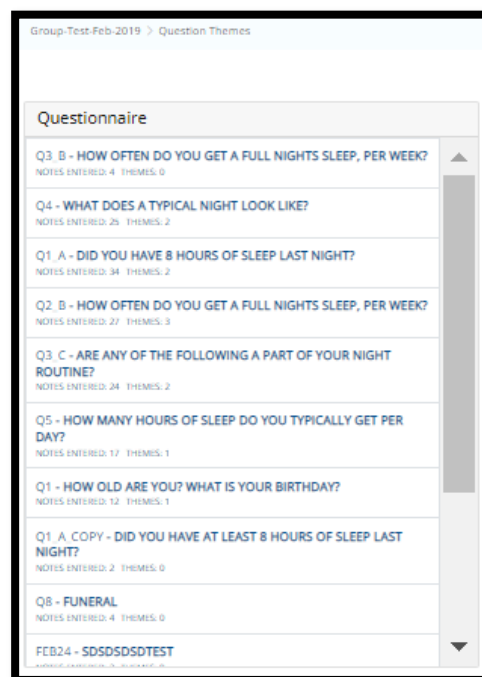 Group-Test-Feb-2019 > Question Themes
Questionnaire
Q3_B - HOW OFTEN DO YOU GET A FULL NIGHTS SLEEP, PER WEEK?
NOTES ENTERED: 4 THEMES: 0
Q4 - WHAT DOES A TYPICAL NIGHT LOOK LIKE?
NOTES ENTERED: 25 THEMES: 2
Q1_A - DID YOU HAVE 8 HOURS OF SLEEP LAST NIGHT?
NOTES ENTERED: 34 THEMES: 2
Q2_B - HOW OFTEN DO YOU GET A FULL NIGHTS SLEEP, PER WEEK?
NOTES ENTERED: 27 THEMES: 3
Q3_C - ARE ANY OF THE FOLLOWING A PART OF YOUR NIGHT
ROUTINE?
NOTES ENTERED: 24 THEMES: 2
Q5 - HOW MANY HOURS OF SLEEP DO YOU TYPICALLY GET PER
DAY?
NOTES ENTERED: 17 THEMES: 1
Q1 - HOW OLD ARE YOU? WHAT IS YOUR BIRTHDAY?
NOTES ENTERED: 12 THEMES: 1
Q1_A_COPY - DID YOU HAVE AT LEAST 8 HOURS OF SLEEP LAST
NIGHT?
NOTES ENTERED: 2 THEMES: 0
Q8 - FUNERAL
NOTES ENTERED: 4 THEMES: 0
FEB24 - SDSDSDSDTEST